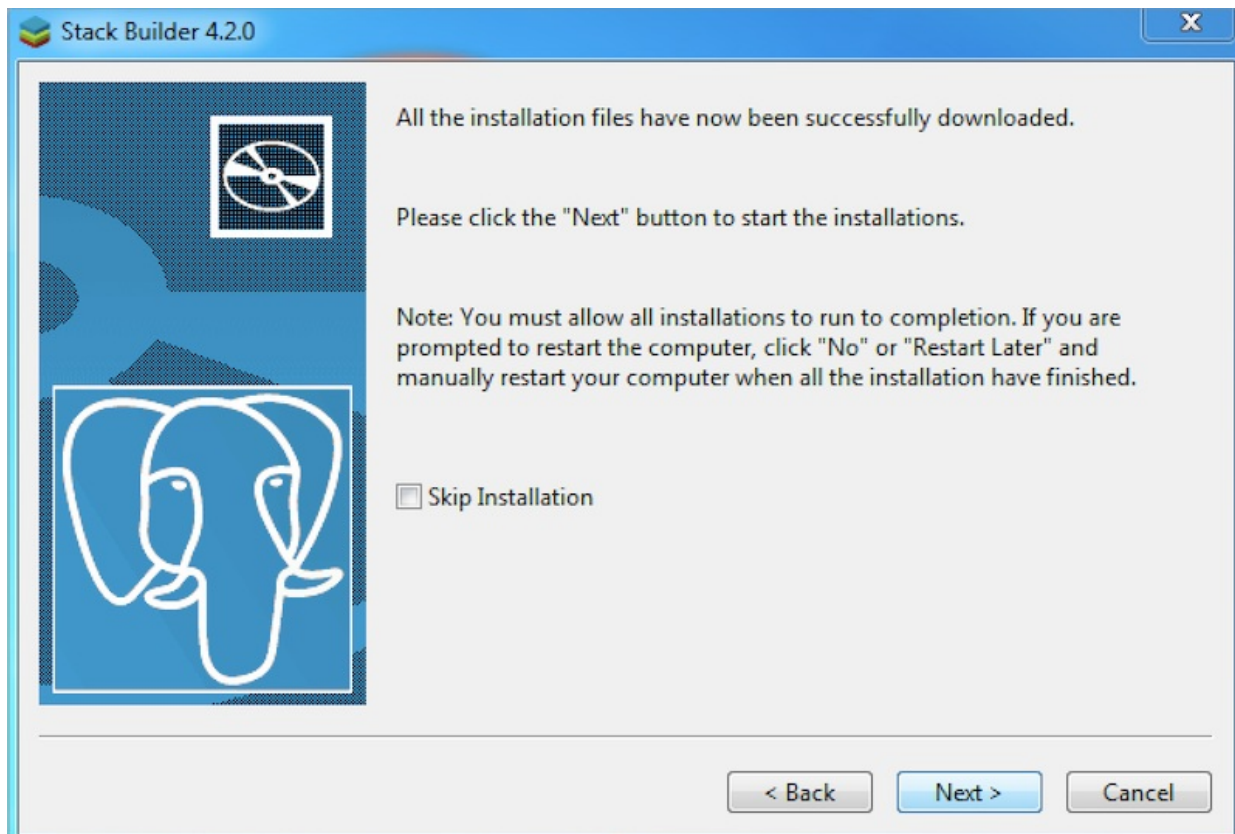 Stack Builder 4.2.0
X
All the installation files have now been successfully downloaded.
Please click the "Next" button to start the installations.
Note: You must allow all installations to run to completion. If you are
prompted to restart the computer, click "No" or "Restart Later" and
manually restart your computer when all the installation have finished.
Skip Installation
< Back
Next >
Cancel